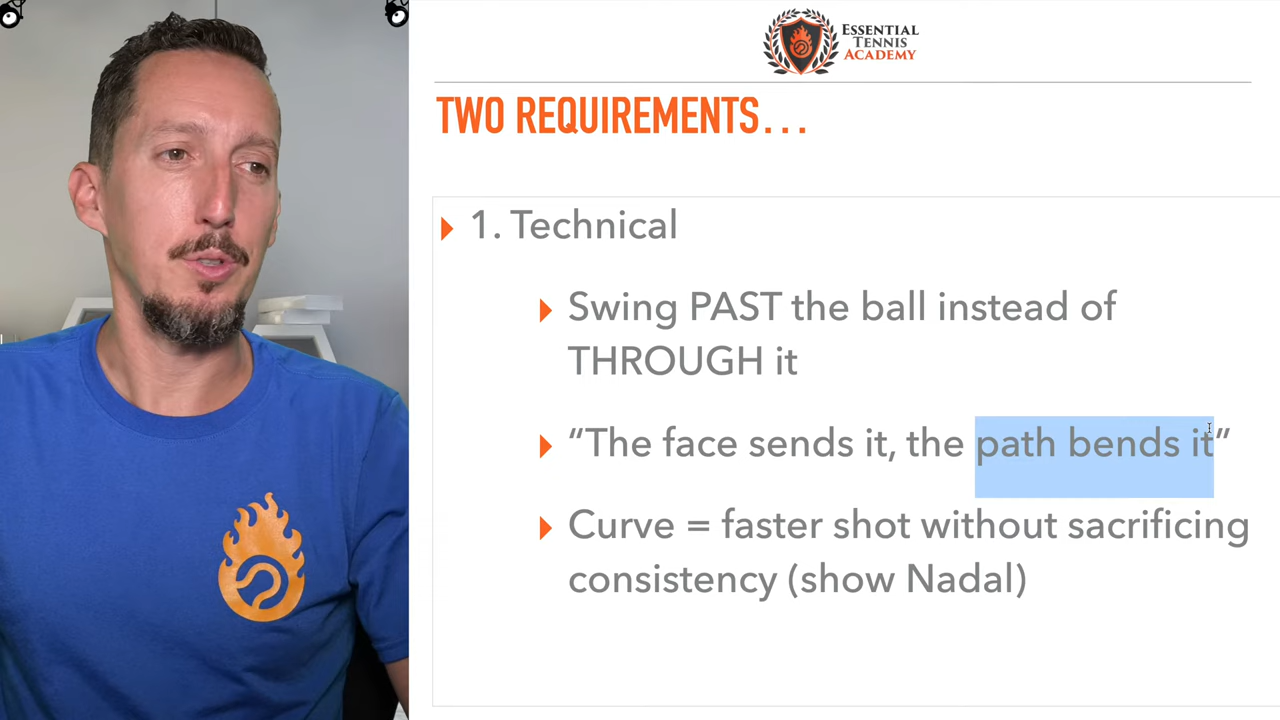 ESSENTIAL
TENNIS
ACADEMY
TWO REQUIREMENTS...
1. Technical
Swing PAST the ball instead of
THROUGH it
“The face sends it, the path bends it”
Curve = faster shot without sacrificing
consistency (show Nadal)